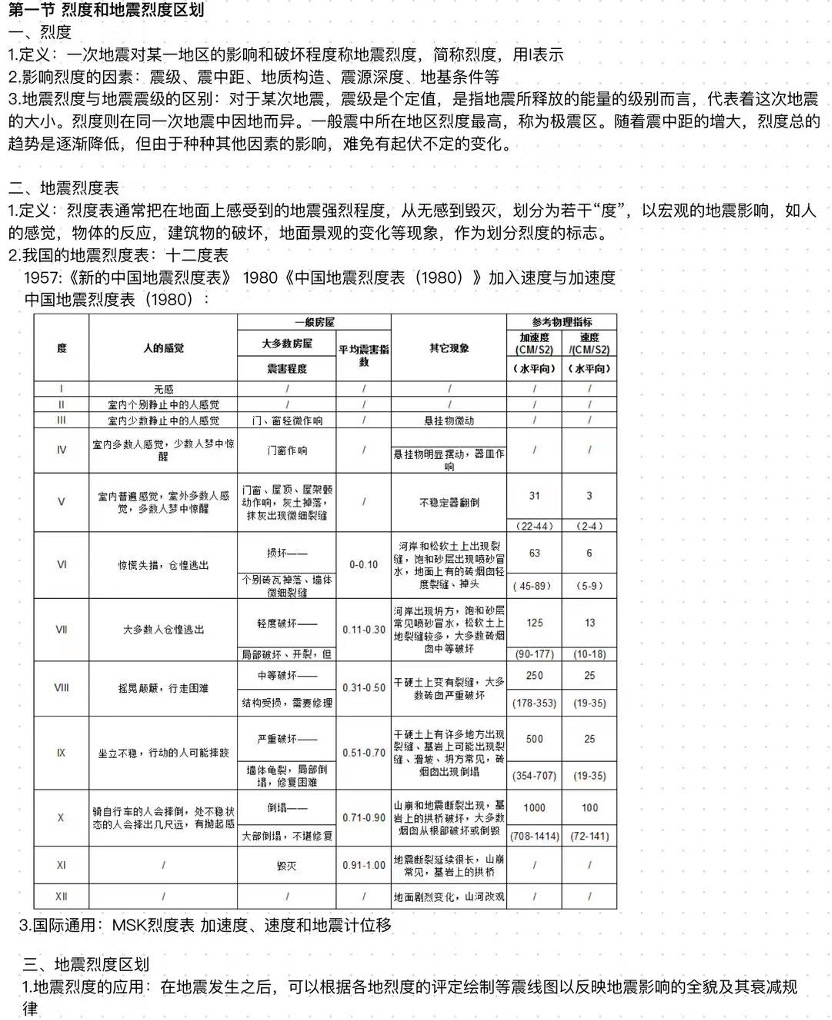 第一节 烈度和地震烈度区划
一、烈度
1.定义：一次地震对某一地区的影响和破坏程度称地震烈度，简称烈度，用I表示
2.影响烈度的因素：震级、震中距、地质构造、震源深度、地基条件等
3.地震烈度与地震震级的区别：对于某次地震，震级是个定值，是指地震所释放的能量的级别而言，代表着这次地震
的大小。烈度则在同一次地震中因地而异。一般震中所在地区烈度最高，称为极震区。随着震中距的增大，烈度总的
趋势是逐渐降低，但由于种种其他因素的影响，难免有起伏不定的变化。
二、地震烈度表
1.定义：烈度表通常把在地面上感受到的地震强烈程度，从无感到毁灭，划分为若干“度”，以宏观的地震影响，如人
的感觉，物体的反应，建筑物的破坏，地面景观的变化等现象，作为划分烈度的标志。
2.我国的地震烈度表：十二度表
1957:《新的中国地震烈度表》 1980《中国地震烈度表（1980）》加入速度与加速度
中国地震烈度表（1980）:
度 人的感觉 一般房屋 其它现象 参考物理指标
大多数房屋 平均震害指数 加速度(CM/S2) 速度/(CM/S2)
震害程度 （水平向） （水平向）
I 无感 / / / / /
II 室内个别静止中的人感觉 / / / / /
III 室内少数静止中的人感觉 门、窗轻微作响 / 悬挂物微动 / /
IV 室内多数人感觉，少数人梦中惊醒 门窗作响 / 悬挂物明显摆动，器皿作响 / /
V 室内普遍感觉，室外多数人感觉，多数人梦中惊醒 门窗、屋顶、屋架颤动作响，灰土掉落，抹灰出现微细裂缝 / 不稳定器翻倒 31 3
（22-44） （2-4）
VI 惊慌失措，仓惶逃出 损坏—— 0-0.10 河岸和松软土上出现裂缝，饱和砂层出现喷砂冒水，地面上有的砖烟囱轻度裂缝、掉头 63 6
个别砖瓦掉落、墙体微细裂缝 （45-89） （5-9）
VII 大多数人仓惶逃出 轻度破坏—— 0.11-0.30 河岸出现坍方，饱和砂层常见喷砂冒水，松软土上地裂缝较多，大多数砖烟囱中等破坏 125 13
局部破坏、开裂，但 (90-177) (10-18)
VIII 摇晃颠簸，行走困难 中等破坏—— 0.31-0.50 干硬土上变有裂缝，大多数砖囱严重破坏 250 25
结构受损，需要修理 (178-353) (19-35)
IX 坐立不稳，行动的人可能摔跤 严重破坏—— 0.51-0.70 干硬土上有许多地方出现裂缝、基岩上可能出现裂缝、滑坡、坍方常见，砖烟囱出现倒塌 500 25
墙体龟裂，局部倒塌，修复困难 (354-707) (19-35)
X 骑自行车的人会摔倒，处不稳状态的人会摔出几尺远，有抛起感 倒塌—— 0.71-0.90 山崩和地震断裂出现，基岩上的拱桥破坏，大多数烟囱从根部破坏或倒毁 1000 100
大部倒塌，不堪修复 (708-1414) (72-141)
XI / 毁灭 0.91-1.00 地震断裂延续很长，山崩常见，基岩上的拱桥 / /
XII / / / 地面剧烈变化，山河改观 / /
3.国际通用：MSK烈度表 加速度、速度和地震计位移
三、地震烈度区划
1.地震烈度的应用：在地震发生之后，可以根据各地烈度的评定绘制等震线图以反映地震影响的全貌及其衰减规
律